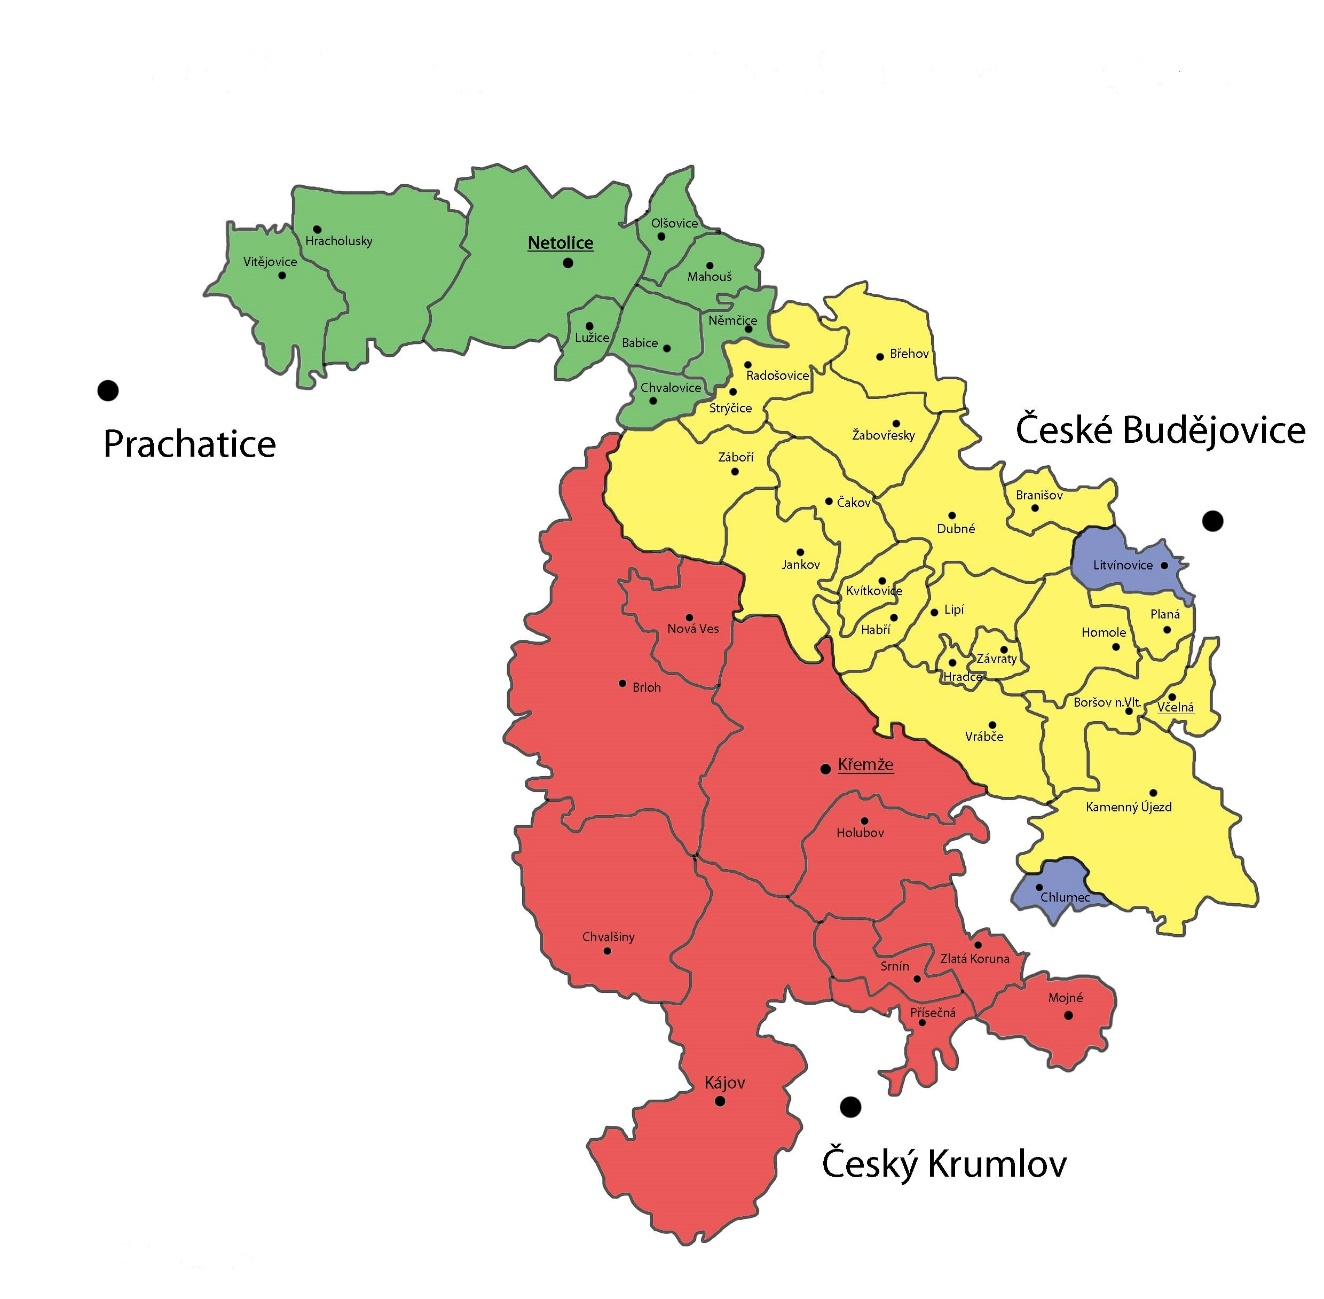 Olšovice
Hracholusky
Netolice
Vitějovice
Mahouš
Němčice
Lužice
Babice
Břehov
Radošovice
Chvalovice
Strýčice
Prachatice
České Budějovice
Žabovřesky
Záboří
Čakov
Branišov
Dubné
Jankov
Litvínovice
Kvítkovice
Lipí
Planá
Nová Ves
Habří
Homole
Závraty
Hradce
Brloh
Boršov n.Vlt.
Včelná
Vrábče
Křemže
Kamenný Újezd
Holubov
Chlumec
Chvalšiny
Zlatá Koruna
Srnín
Mojné
Přísečná
Kájov
Český Krumlov